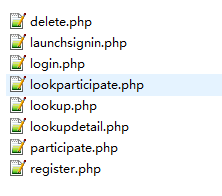 delete.php
launchsignin.php
login.php
lookparticipate.php
lookup.php
lookupdetail.php
participate.php
register.php